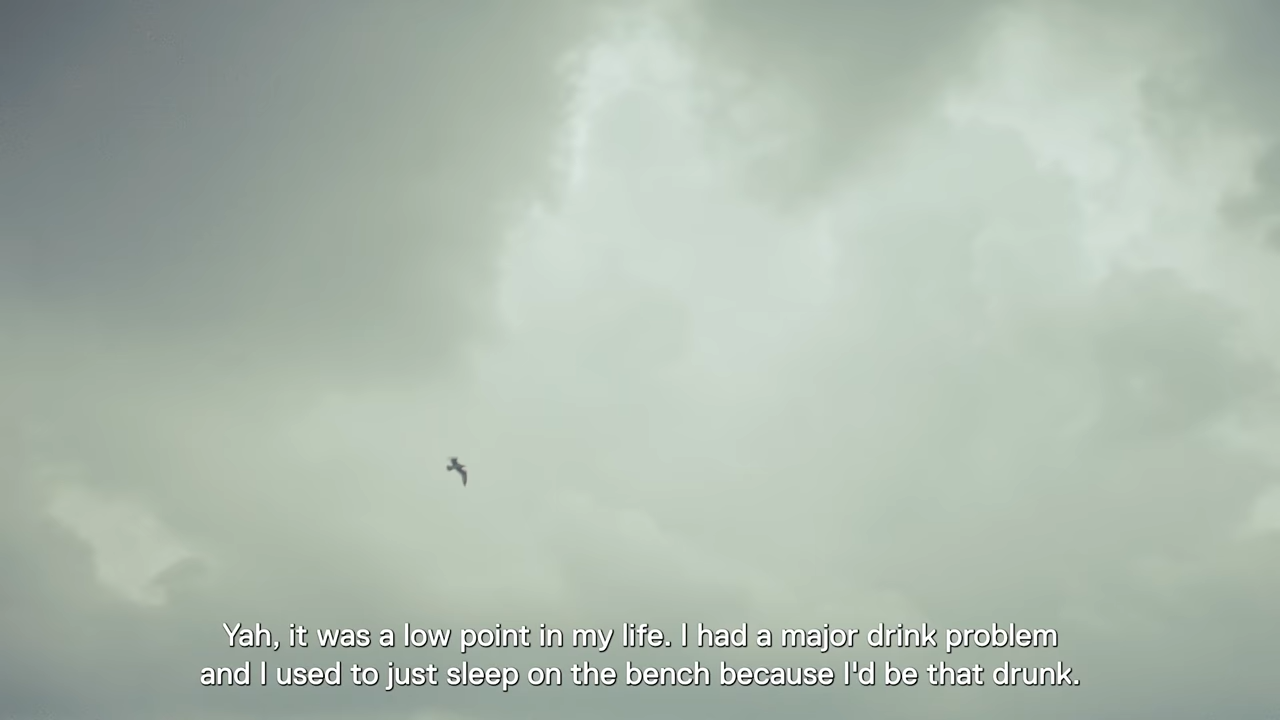 Yah, it was a low point in my life. I had a major drink problem
and I used to just sleep on the bench because I'd be that drunk.